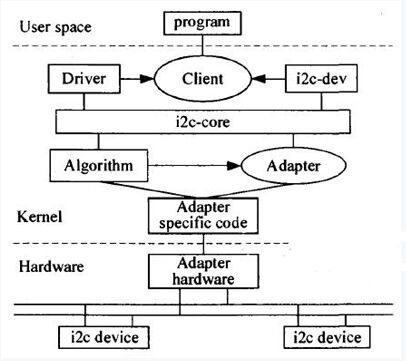 User space
program
Driver
Client
i2c-dev
i2c-core
Algorithm
Adapter
Kernel
Adapter
specific code
Hardware
Adapter
hardware
i2c device
i2c device